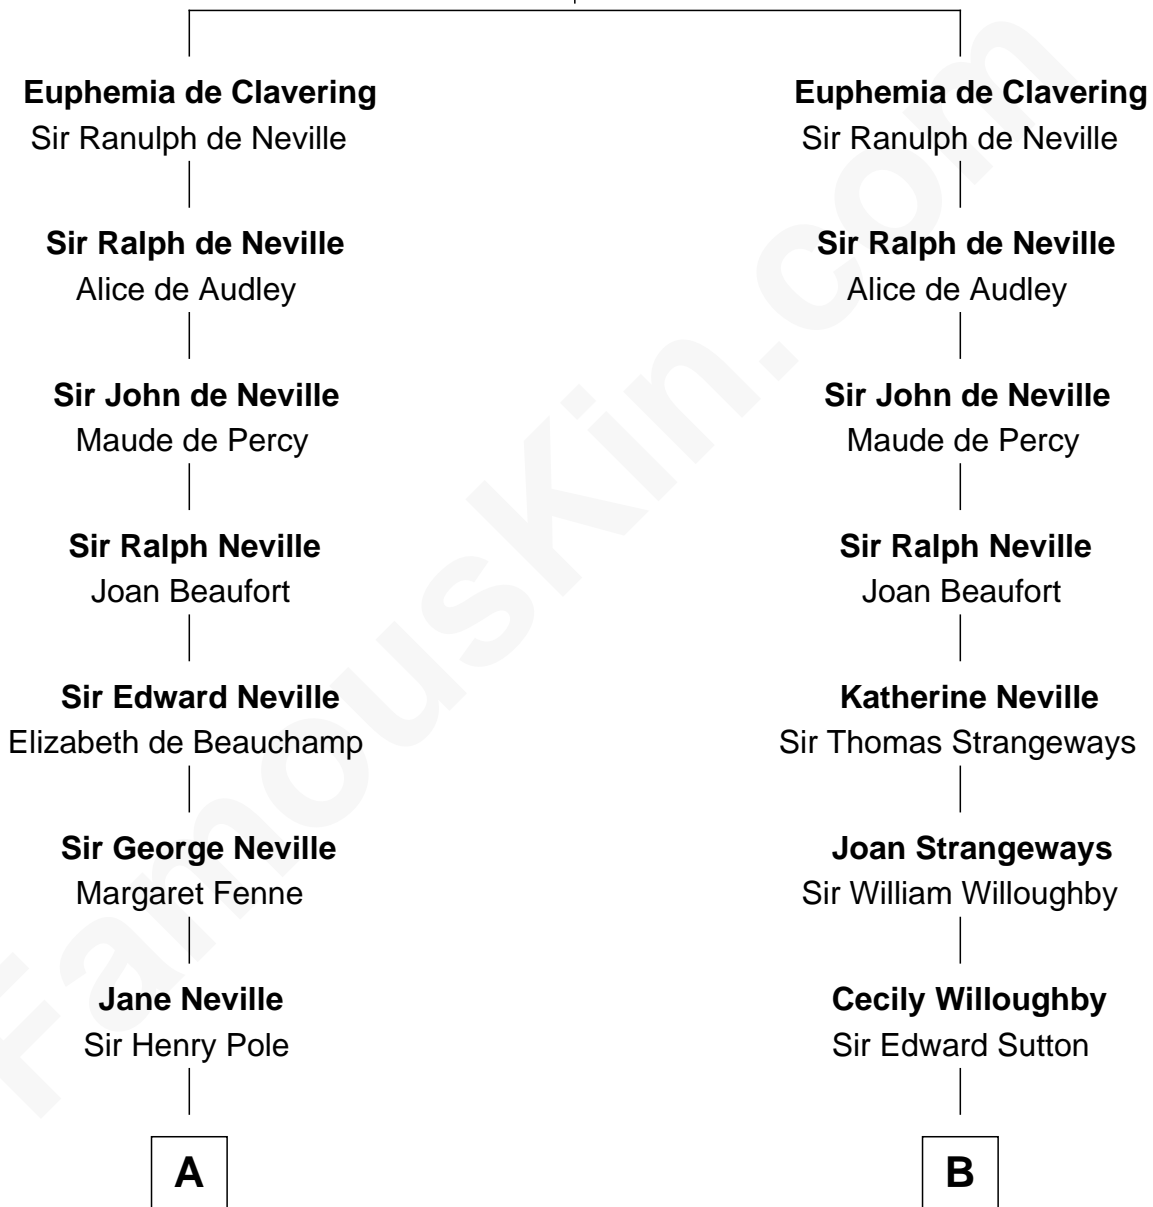 Euphemia de Clavering Euphemia de Clavering
Sir Ranulph de Neville Sir Ranulph de Neville
Sir Ralph de Neville Sir Ralph de Neville
Alice de Audley Alice de Audley
Sir John de Neville Sir John de Neville
Maude de Percy Maude de Percy
Sir Ralph Neville Sir Ralph Neville
Joan Beaufort Joan Beaufort
Sir Edward Neville Katherine Neville
Elizabeth de Beauchamp Sir Thomas Strangeways
Sir George Neville Joan Strangeways
Margaret Fenne Sir William Willoughby
Jane Neville Cecily Willoughby
Sir Henry Pole Sir Edward Sutton
A B
FamousKin.com